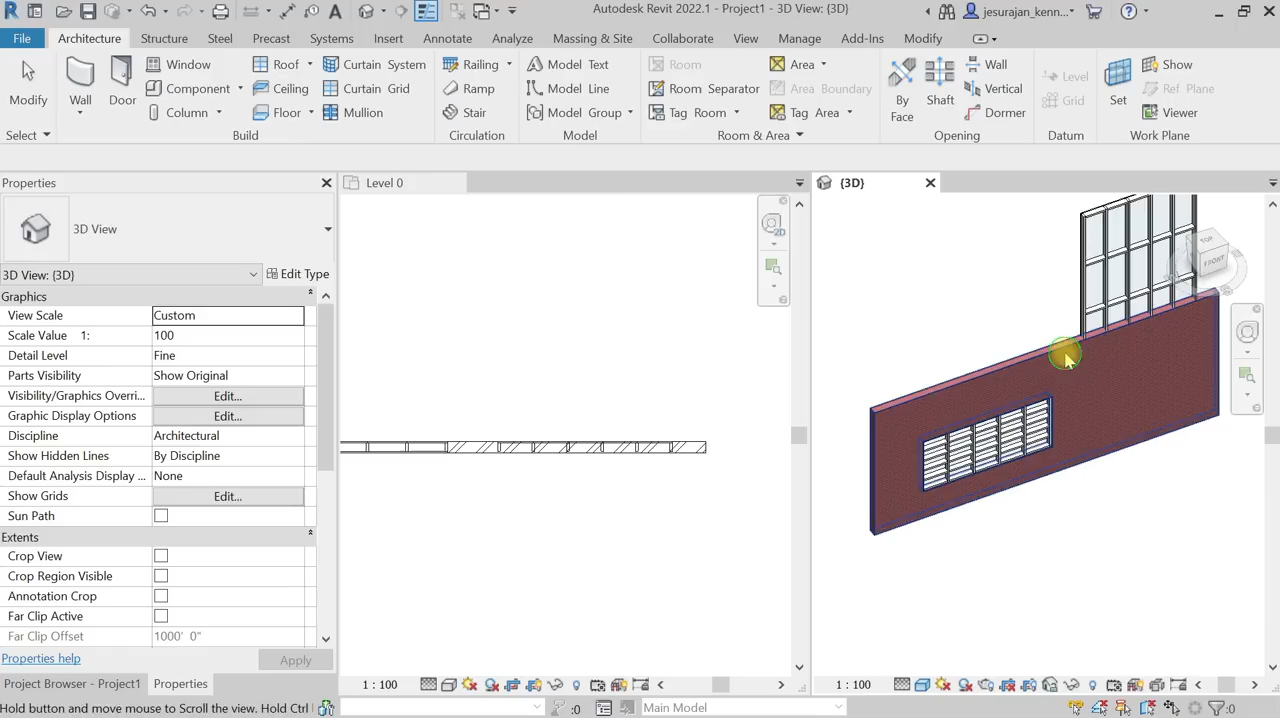 Autodesk Revit 2022.1 - Project1 - 3D View: {3D}
jesurajan_kenn...
File Architecture Structure Steel Precast Systems Insert Annotate Analyze Massing & Site Collaborate View Manage Add-Ins Modify
Modify
Select
Wall
Door
Window
Component
Column
Roof
Ceiling
Floor
Curtain System
Curtain Grid
Mullion
Build
Railing
Ramp
Stair
Circulation
Model Text
Model Line
Model Group
Model
Room
Room Separator
Tag Room
Area
Area Boundary
Tag Area
Room & Area
By
Face
Shaft
Wall
Vertical
Dormer
Opening
Level
Grid
Datum
Set
Show
Ref Plane
Viewer
Work Plane
Properties
3D View
3D View: {3D}
Edit Type
Graphics
View Scale Custom
Scale Value 1: 100
Detail Level Fine
Parts Visibility Show Original
Visibility/Graphics Overri... Edit...
Graphic Display Options Edit...
Discipline Architectural
Show Hidden Lines By Discipline
Default Analysis Display ... None
Show Grids Edit...
Sun Path
Extents
Crop View
Crop Region Visible
Annotation Crop
Far Clip Active
Far Clip Offset 1000' 0"
Properties help
Apply
Project Browser - Project1 Properties
Level 0
2D
1 : 100
{3D}
TOP
FRONT
1 : 100
Hold button and move mouse to Scroll the view. Hold Ctrl
:0
Main Model
:0